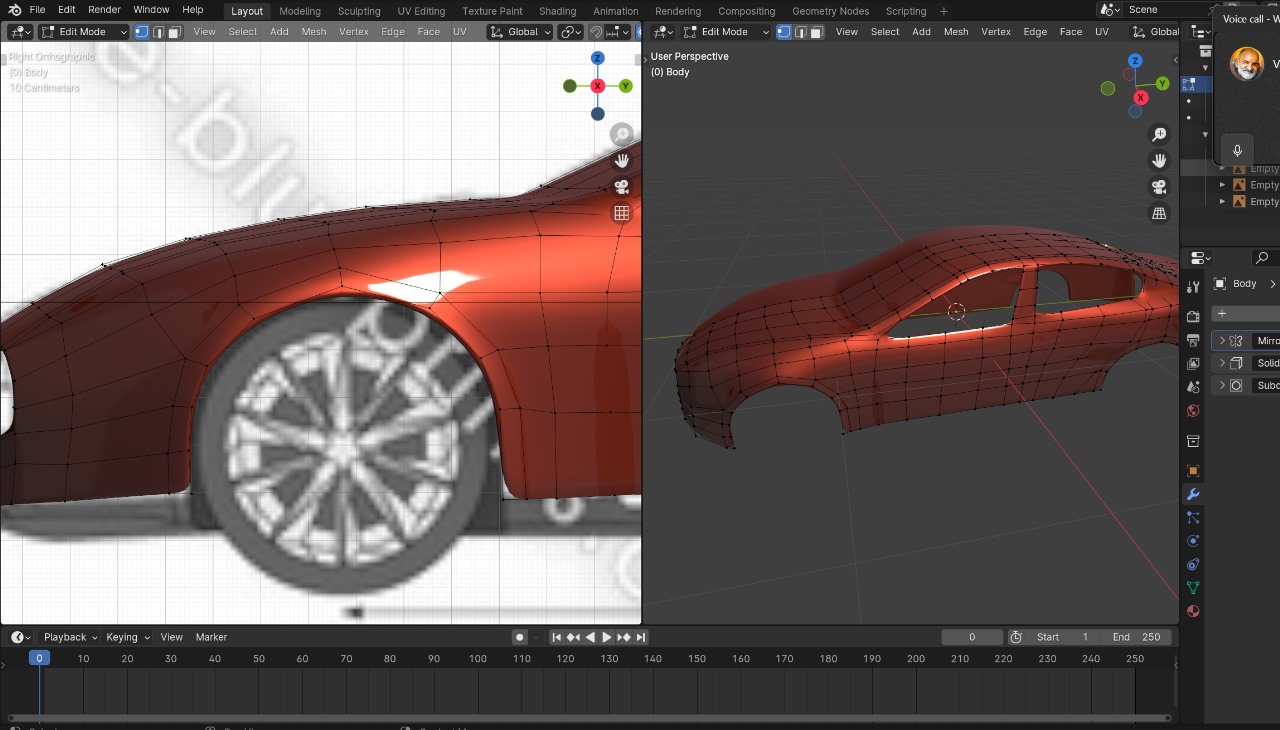 File Edit Render Window Help Layout Modeling Sculpting UV Editing Texture Paint Shading Animation Rendering Compositing Geometry Nodes Scripting + Scene
Voice call - W
Edit Mode View Select Add Mesh Vertex Edge Face UV Global
Edit Mode View Select Add Mesh Vertex Edge Face UV Global
Right Orthographic
(0) Body
10 Centimeters
Z
X
Y
User Perspective
(0) Body
Z
Y
X
V
Empty
Empty
Empty
Body
+
Mirro
Solid
Subd
Playback Keying View Marker 0 Start 1 End 250
0 10 20 30 40 50 60 70 80 90 100 110 120 130 140 150 160 170 180 190 200 210 220 230 240 250